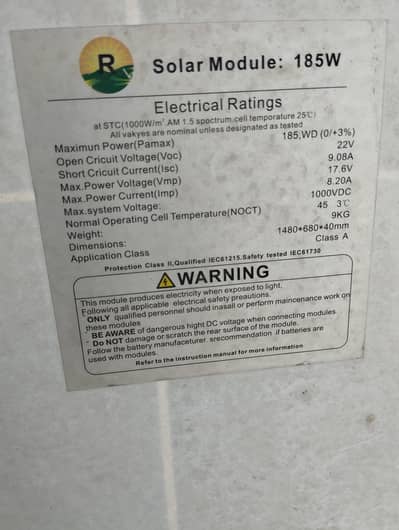 R
Solar Module: 185W
Electrical Ratings
at STC(1000W/m².AM 1.5 spoctrum.cell temporature 25℃)
All vakyes are nominal unless designated as tested
Maximun Power(Pamax) 185,WD (0/+3%)
Open Cricuit Voltage(Voc) 22V
Short Circuit Current(Isc) 9.08A
Max.Power Voltage(Vmp) 17.6V
Max.Power Current(Imp) 8.20A
Max.system Voltage: 1000VDC
Normal Operating Cell Temperature(NOCT) 45 3℃
Weight: 9KG
Dimensions: 1480*680*40mm
Application Class Class A
Protection Class II,Qualified IEC61215.Safety tested IEC61730
WARNING
This module produces electricity when exposed to light.
Following all applicable electrical safety preautions.
ONLY qualified personnel should inasall or perform maincenance work on
these modules
BE AWARE of dangerous hight DC voltage when connecting modules.
Do NOT damage or scratch the rear surface of the module.
Follow the battery manufaceturer. srecommendation if batteries are
used with modules.
Refer to the instruction manual for more information